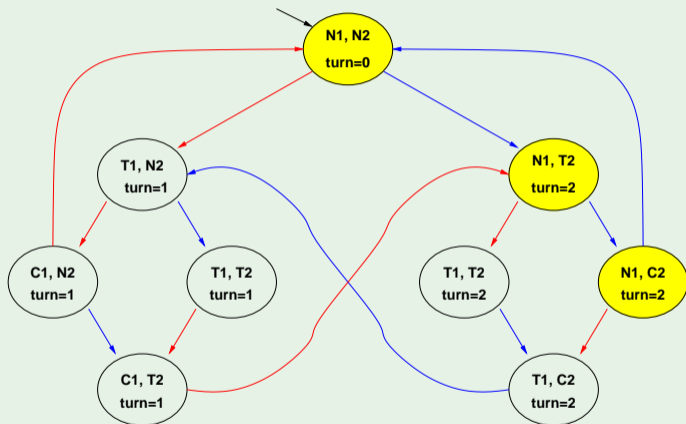 N1, N2
turn=0
T1, N2
turn=1
N1, T2
turn=2
C1, N2
turn=1
T1, T2
turn=1
T1, T2
turn=2
N1, C2
turn=2
C1, T2
turn=1
T1, C2
turn=2